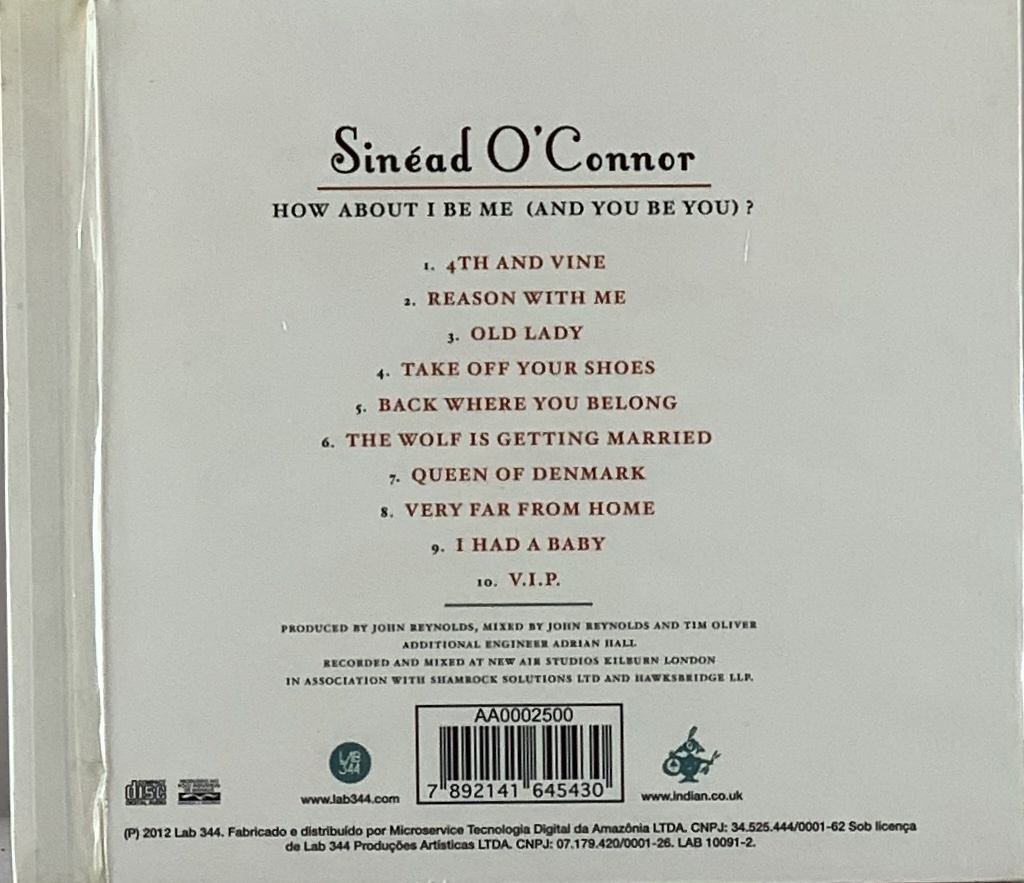 Sinéad O'Connor
HOW ABOUT I BE ME (AND YOU BE YOU) ?
1. 4TH AND VINE
2. REASON WITH ME
3. OLD LADY
4. TAKE OFF YOUR SHOES
5. BACK WHERE YOU BELONG
6. THE WOLF IS GETTING MARRIED
7. QUEEN OF DENMARK
8. VERY FAR FROM HOME
9. I HAD A BABY
10. V.I.P.
PRODUCED BY JOHN REYNOLDS, MIXED BY JOHN REYNOLDS AND TIM OLIVER
ADDITIONAL ENGINEER ADRIAN HALL
RECORDED AND MIXED AT NEW AIR STUDIOS KILBURN LONDON
IN ASSOCIATION WITH SHAMROCK SOLUTIONS LTD AND HAWKSBRIDGE LLP.
AA0002500
7 892141 645430
LAB
344
disc
www.lab344.com
www.indian.co.uk
(P) 2012 Lab 344. Fabricado e distribuído por Microservice Tecnologia Digital da Amazônia LTDA. CNPJ: 34.525.444/0001-62 Sob licença
de Lab 344 Produções Artísticas LTDA. CNPJ: 07.179.420/0001-26. LAB 10091-2.